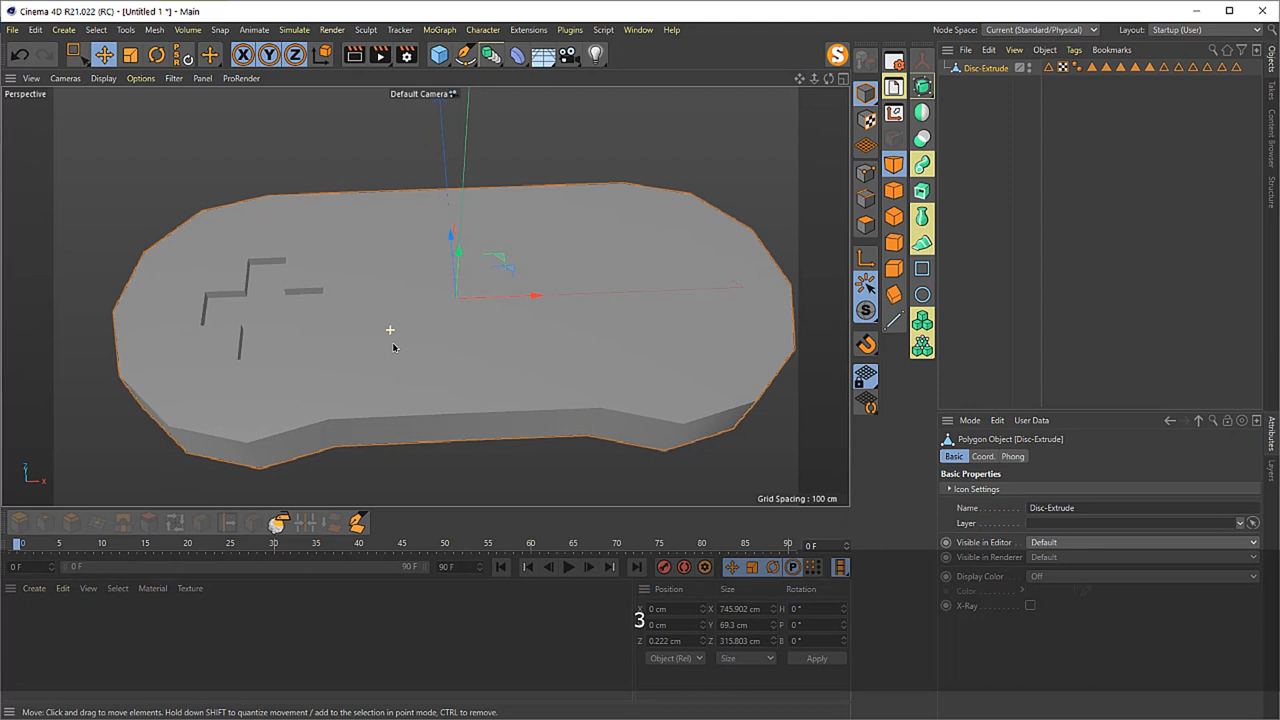 Cinema 4D R21.022 (RC) - [Untitled 1 *] - Main
File Edit Create Select Tools Mesh Volume Snap Animate Simulate Render Sculpt Tracker MoGraph Character Extensions Plugins Script Window Help
Node Space: Current (Standard/Physical) Layout: Startup (User)
View Cameras Display Options Filter Panel ProRender
File Edit View Object Tags Bookmarks
Perspective
Default Camera
Disc-Extrude
Objects
Takes
Content Browser
Structure
X Y Z
PSR
S
Y
X
Grid Spacing : 100 cm
Mode Edit User Data
Attributes
Layers
Polygon Object [Disc-Extrude]
Basic Coord. Phong
Basic Properties
Icon Settings
Name Disc-Extrude
Layer
Visible in Editor Default
Visible in Renderer Default
Display Color Off
Color
X-Ray
0 5 10 15 20 25 30 35 40 45 50 55 60 65 70 75 80 85 90
0 F
0 F 0 F 90 F 90 F
Create Edit View Select Material Texture
Position Size Rotation
X 0 cm X 745.902 cm H 0 °
0 cm Y 69.3 cm P 0 °
Z 0.222 cm Z 315.803 cm B 0 °
Object (Rel) Size Apply
3
Move: Click and drag to move elements. Hold down SHIFT to quantize movement / add to the selection in point mode, CTRL to remove.